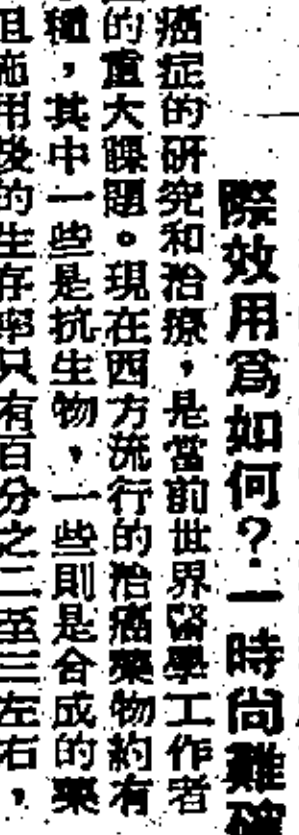 際效用爲如何？一時尚難確
癌症的研究和治療，是當前世界醫學工作者
的重大課題。現在西方流行的治癌藥物約有
種，其中一些是抗生物，一些則是合成的藥
且施用後的生存率只有百分之二至三左右，